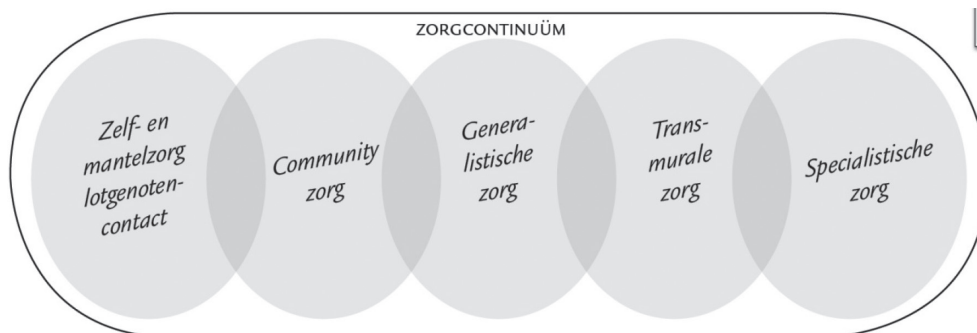 ZORGCONTINUÜM
Zelf- en
mantelzorg
lotgenoten-
contact
Community
zorg
Genera-
listische
zorg
Trans-
murale
zorg
Specialistische
zorg